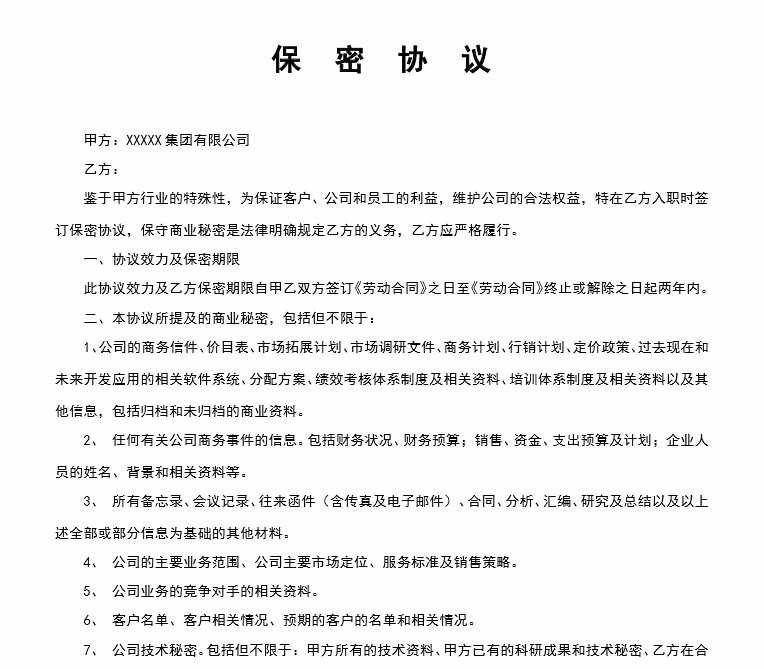 保 密 协 议
甲方：XXXXX 集团有限公司
乙方：
鉴于甲方行业的特殊性，为保证客户、公司和员工的利益，维护公司的合法权益，特在乙方入职时签
订保密协议，保守商业秘密是法律明确规定乙方的义务，乙方应严格履行。
一、协议效力及保密期限
此协议效力及乙方保密期限自甲乙双方签订《劳动合同》之日至《劳动合同》终止或解除之日起两年内。
二、本协议所提及的商业秘密，包括但不限于：
1、公司的商务信件、价目表、市场拓展计划、市场调研文件、商务计划、行销计划、定价政策、过去现在和
未来开发应用的相关软件系统、分配方案、绩效考核体系制度及相关资料、培训体系制度及相关资料以及其
他信息，包括归档和未归档的商业资料。
2、 任何有关公司商务事件的信息。包括财务状况、财务预算；销售、资金、支出预算及计划；企业人
员的姓名、背景和相关资料等。
3、 所有备忘录、会议记录、往来函件（含传真及电子邮件）、合同、分析、汇编、研究及总结以及以上
述全部或部分信息为基础的其他材料。
4、 公司的主要业务范围、公司主要市场定位、服务标准及销售策略。
5、 公司业务的竞争对手的相关资料。
6、 客户名单、客户相关情况、预期的客户的名单和相关情况。
7、 公司技术秘密。包括但不限于：甲方所有的技术资料、甲方已有的科研成果和技术秘密、乙方在合